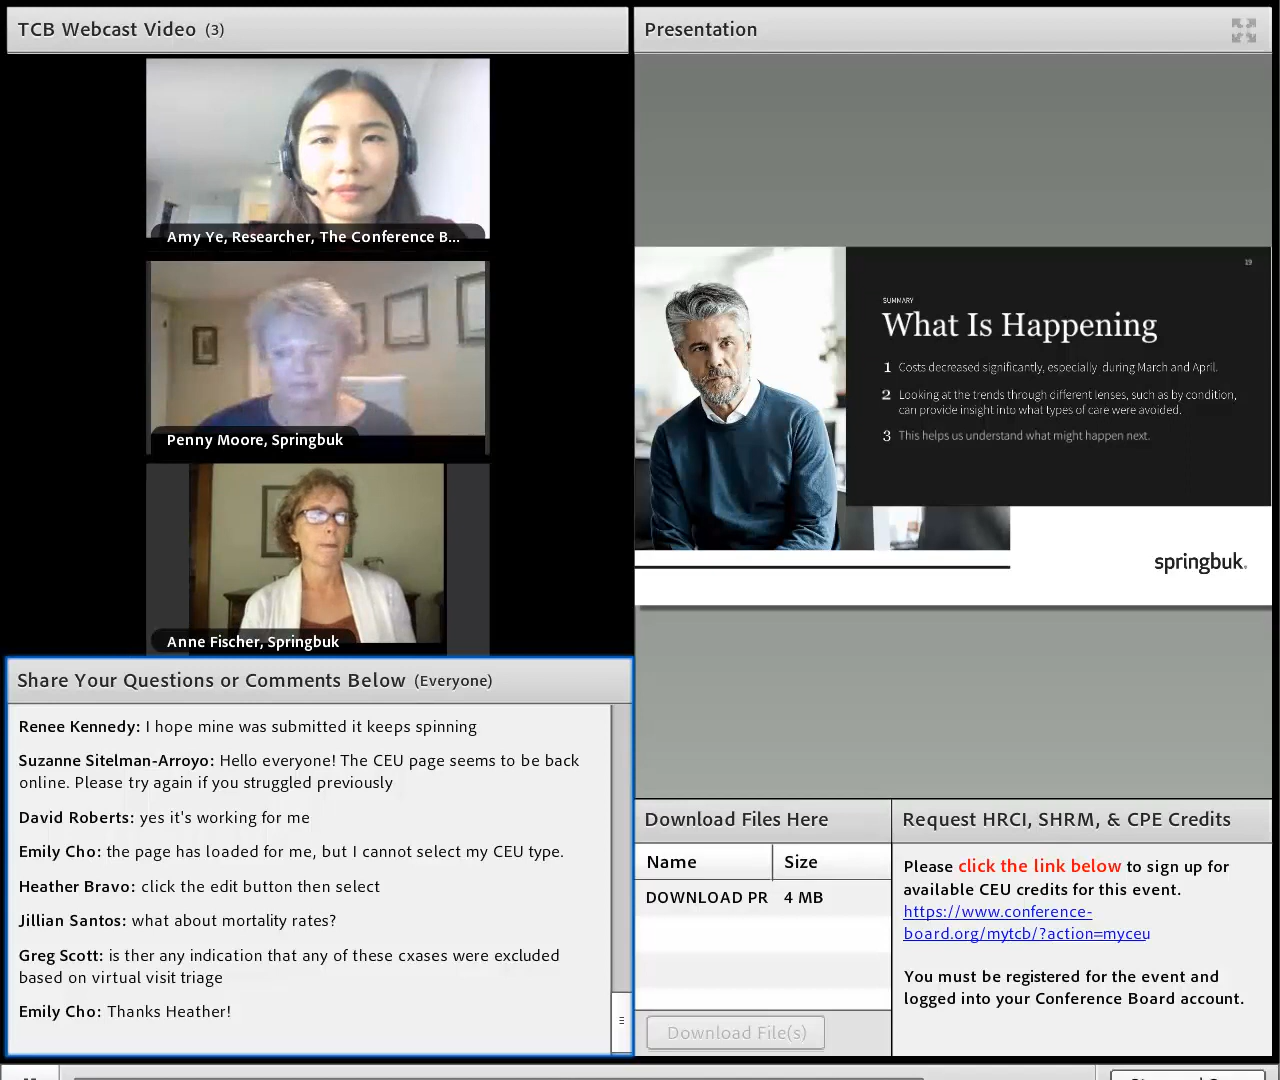 TCB Webcast Video (3)
Amy Ye, Researcher, The Conference B...
Penny Moore, Springbuk
Anne Fischer, Springbuk
Share Your Questions or Comments Below (Everyone)
Renee Kennedy: I hope mine was submitted it keeps spinning
Suzanne Sitelman-Arroyo: Hello everyone! The CEU page seems to be back
online. Please try again if you struggled previously
David Roberts: yes it's working for me
Emily Cho: the page has loaded for me, but I cannot select my CEU type.
Heather Bravo: click the edit button then select
Jillian Santos: what about mortality rates?
Greg Scott: is ther any indication that any of these cxases were excluded
based on virtual visit triage
Emily Cho: Thanks Heather!
Presentation
19
SUMMARY
What Is Happening
1 Costs decreased significantly, especially during March and April.
2 Looking at the trends through different lenses, such as by condition,
can provide insight into what types of care were avoided.
3 This helps us understand what might happen next.
springbuk.
Download Files Here
Name Size
DOWNLOAD PR 4 MB
Download File(s)
Request HRCI, SHRM, & CPE Credits
Please click the link below to sign up for
available CEU credits for this event.
https://www.conference-
board.org/mytcb/?action=myceu
You must be registered for the event and
logged into your Conference Board account.